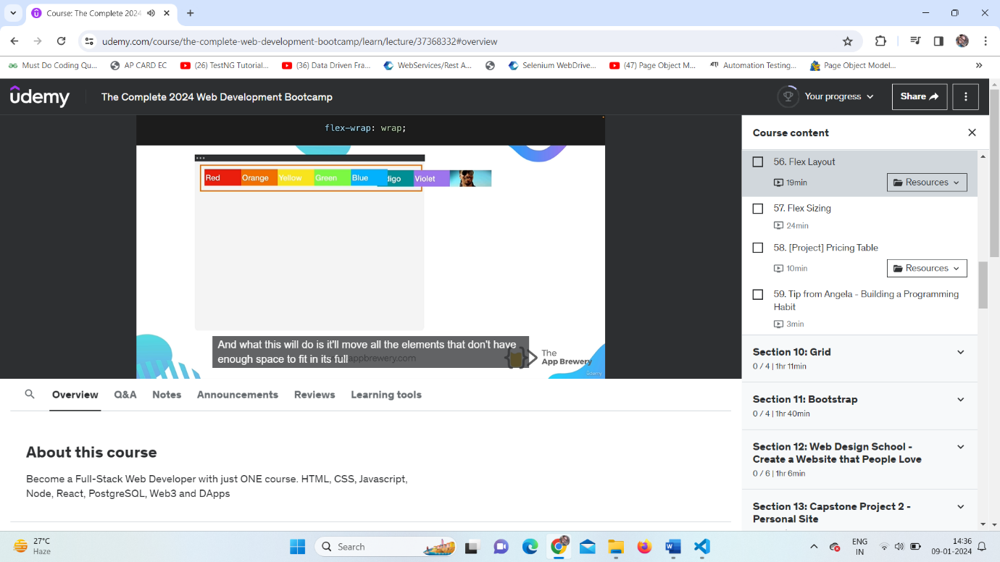 Course: The Complete 2024
udemy.com/course/the-complete-web-development-bootcamp/learn/lecture/37368332#overview
Must Do Coding Qu...
AP CARD EC
(26) TestNG Tutorial...
(36) Data Driven Fra...
WebServices/Rest A...
Selenium WebDrive...
(47) Page Object M...
Automation Testing...
Page Object Model...
»
udemy
The Complete 2024 Web Development Bootcamp
Your progress
Share
flex-wrap: wrap;
Red
Orange
Yellow
Green
Blue
digo
Violet
And what this will do is it'll move all the elements that don't have
enough space to fit in its full
appbrewery.com
The
App Brewery
udemy
Course content
56. Flex Layout
19min
Resources
57. Flex Sizing
24min
58. [Project] Pricing Table
10min
Resources
59. Tip from Angela - Building a Programming
Habit
3min
Section 10: Grid
0 / 4 | 1hr 11min
Section 11: Bootstrap
0 / 4 | 1hr 40min
Section 12: Web Design School -
Create a Website that People Love
0 / 6 | 1hr 6min
Section 13: Capstone Project 2 -
Personal Site
Overview
Q&A
Notes
Announcements
Reviews
Learning tools
About this course
Become a Full-Stack Web Developer with just ONE course. HTML, CSS, Javascript,
Node, React, PostgreSQL, Web3 and DApps
27°C
Haze
Search
ENG
IN
14:36
09-01-2024